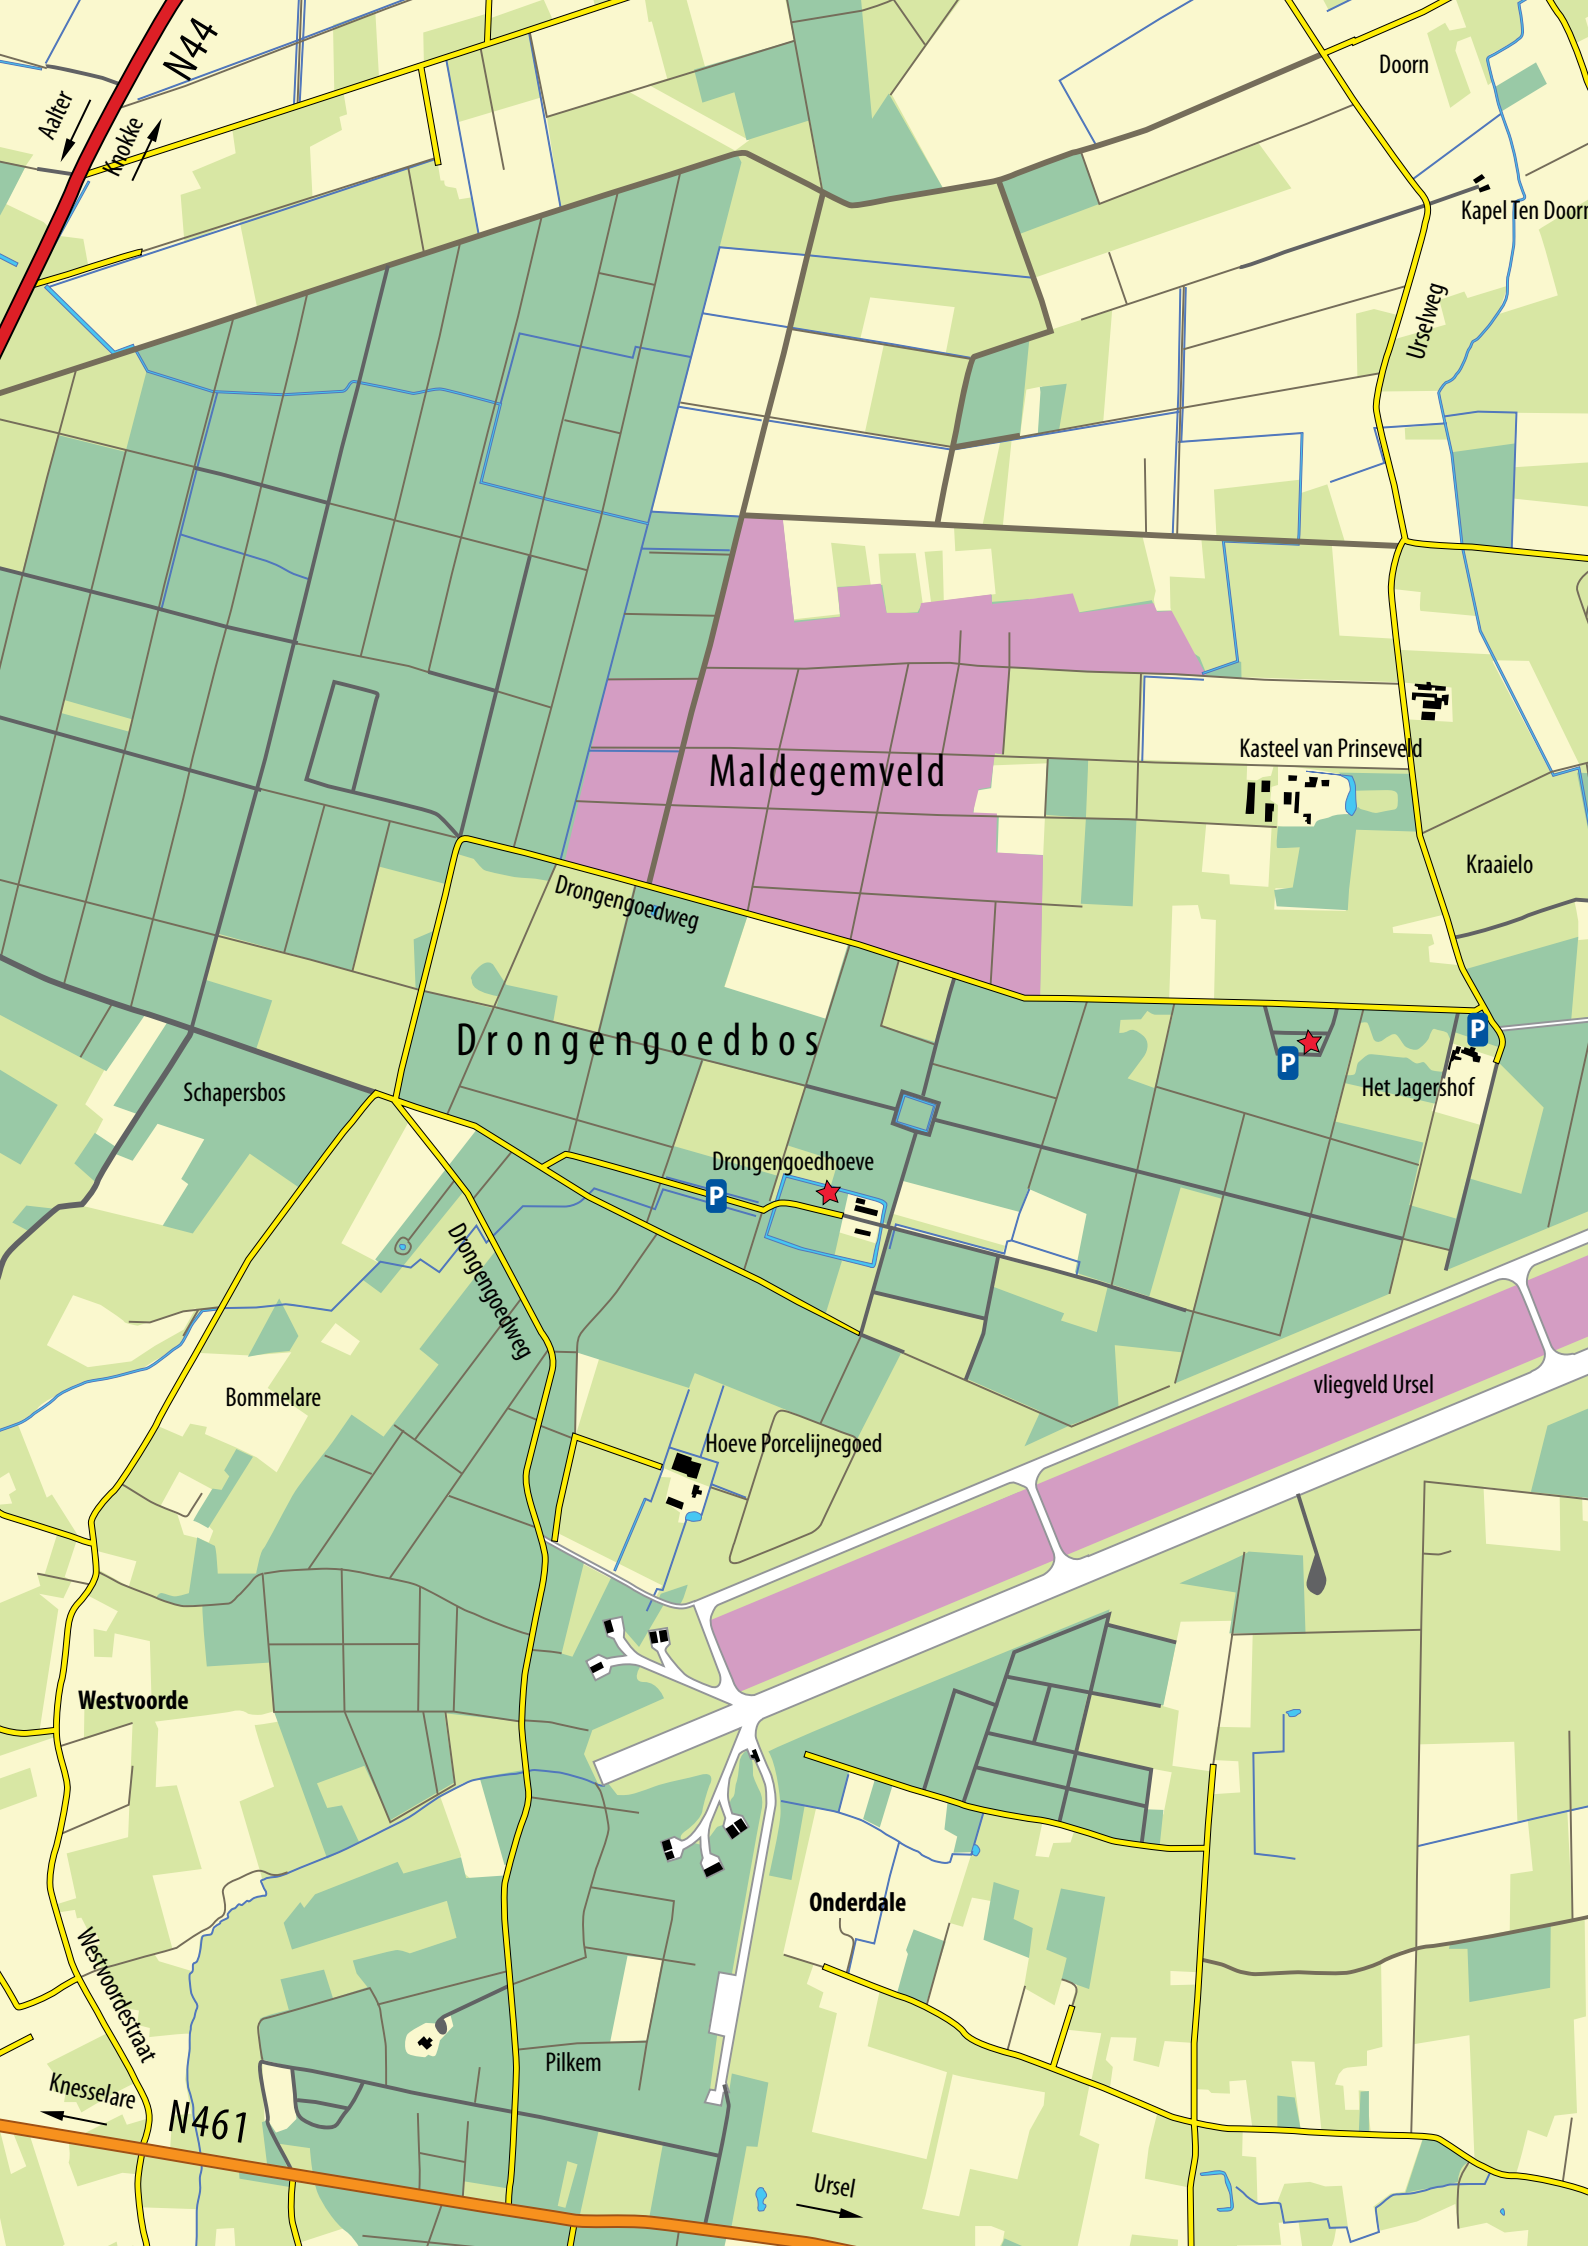 N44
Aalter
Knokke
Doorn
Kapel Ten Doorn
Urselweg
Kasteel van Prinseveld
Maldegemveld
Kraaielo
Drongengoedweg
P
Drongengoedbos
P
Het Jagershof
Schapersbos
Drongengoedhoeve
P
Drongengoedweg
vliegveld Ursel
Bommelare
Hoeve Porcelijnegoed
Westvoorde
Onderdale
Westvoordestraat
Pilkem
Knesselare
N461
Ursel